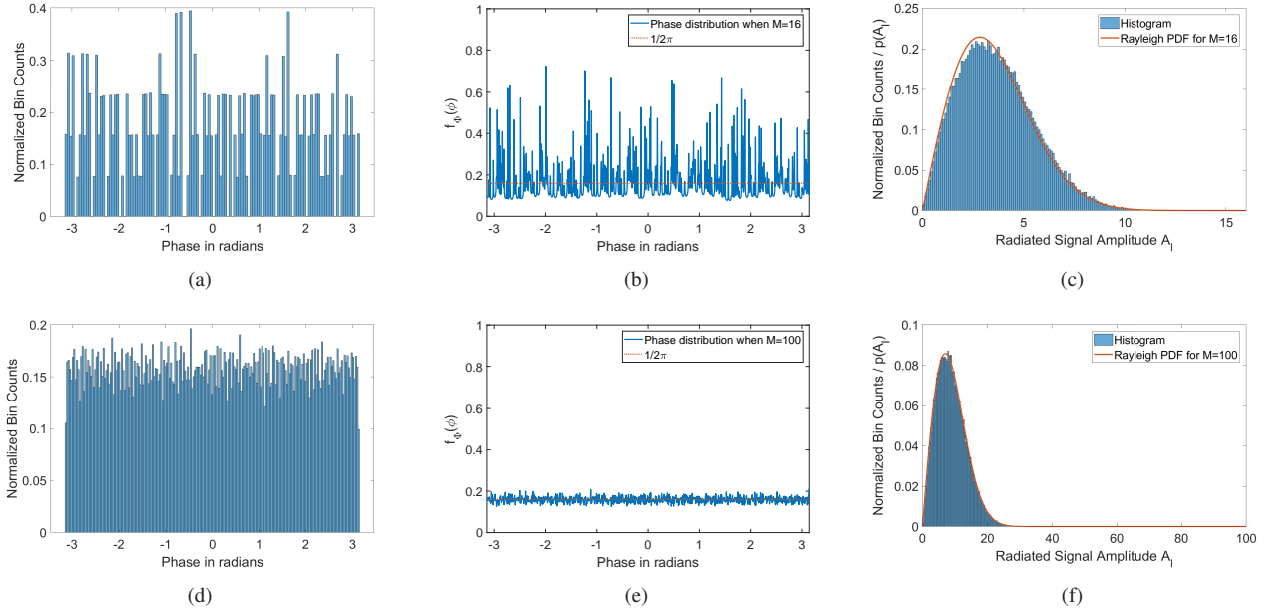 0.4
0.3
0.2
0.1
0
-3 -2 -1 0 1 2 3
Normalized Bin Counts
Phase in radians
(a)
1
0.8
0.6
0.4
0.2
0
-3 -2 -1 0 1 2 3
f_Φ(ϕ)
Phase in radians
Phase distribution when M=16
1/2π
(b)
0.25
0.20
0.15
0.1
0.05
0
0 5 10 15
Normalized Bin Counts / p(A_l)
Radiated Signal Amplitude A_l
Histogram
Rayleigh PDF for M=16
(c)
0.2
0.15
0.1
0.05
0
-3 -2 -1 0 1 2 3
Normalized Bin Counts
Phase in radians
(d)
1
0.8
0.6
0.4
0.2
0
-3 -2 -1 0 1 2 3
f_Φ(ϕ)
Phase in radians
Phase distribution when M=100
1/2π
(e)
0.1
0.08
0.06
0.04
0.02
0
0 20 40 60 80 100
Normalized Bin Counts / p(A_l)
Radiated Signal Amplitude A_l
Histogram
Rayleigh PDF for M=100
(f)